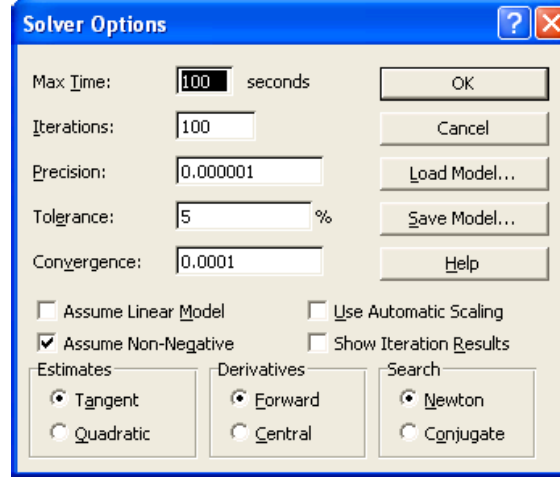 Solver Options
Max Time: 100 seconds OK
Iterations: 100 Cancel
Precision: 0.000001 Load Model...
Tolerance: 5 % Save Model...
Convergence: 0.0001 Help
Assume Linear Model Use Automatic Scaling
Assume Non-Negative Show Iteration Results
Estimates Derivatives Search
Tangent Forward Newton
Quadratic Central Conjugate